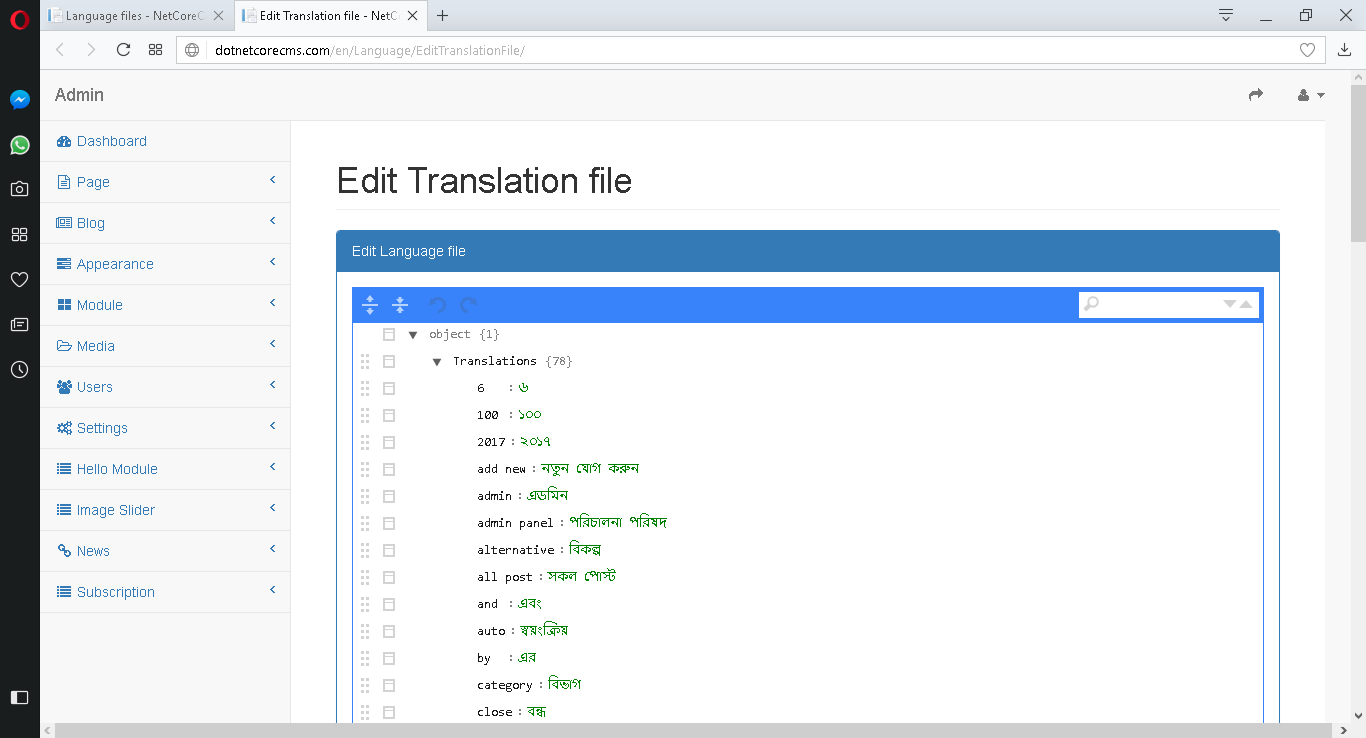 Language files - NetCoreC
Edit Translation file - NetC
dotnetcorecms.com/en/Language/EditTranslationFile/
Admin
Dashboard
Page
Blog
Appearance
Module
Media
Users
Settings
Hello Module
Image Slider
News
Subscription
Edit Translation file
Edit Language file
object {1}
Translations {78}
6 : ৬
100 : ১০০
2017 : ২০১৭
add new : নতুন যোগ করুন
admin : এডমিন
admin panel : পরিচালনা পরিষদ
alternative : বিকল্প
all post : সকল পোস্ট
and : এবং
auto : স্বয়ংক্রিয়
by : এর
category : বিভাগ
close : বন্ধ